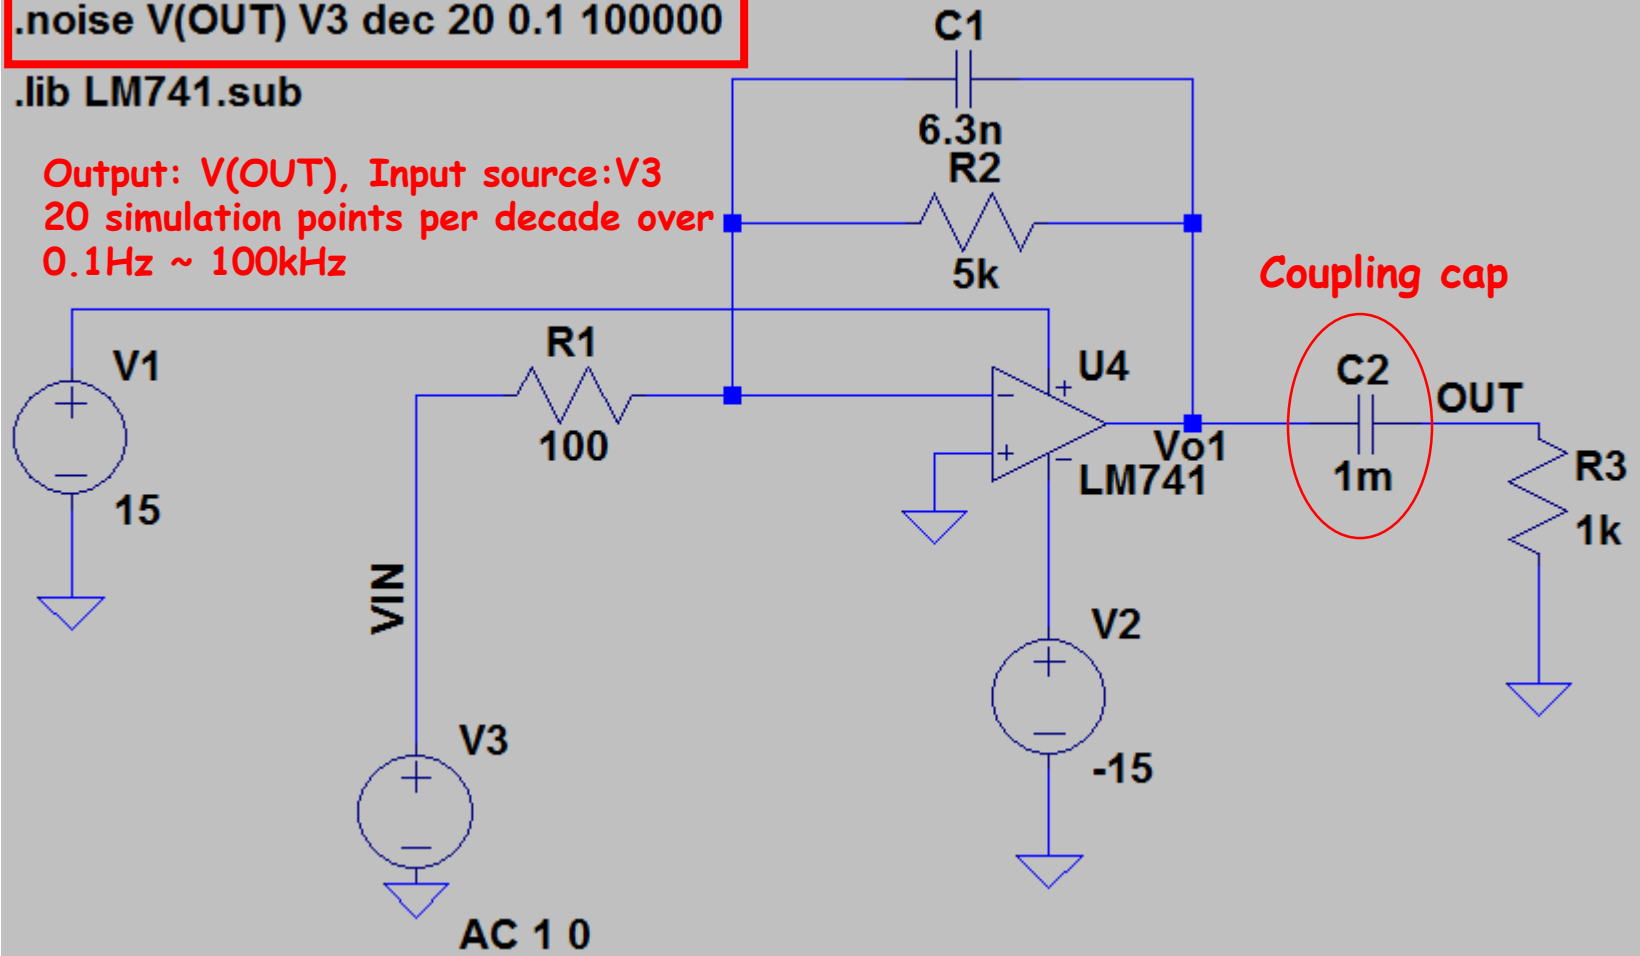 .noise V(OUT) V3 dec 20 0.1 100000
.lib LM741.sub
Output: V(OUT), Input source:V3
20 simulation points per decade over
0.1Hz ~ 100kHz
C1
6.3n
R2
5k
Coupling cap
V1
15
R1
100
U4
LM741
Vo1
C2
1m
OUT
R3
1k
VIN
V2
-15
V3
AC 1 0